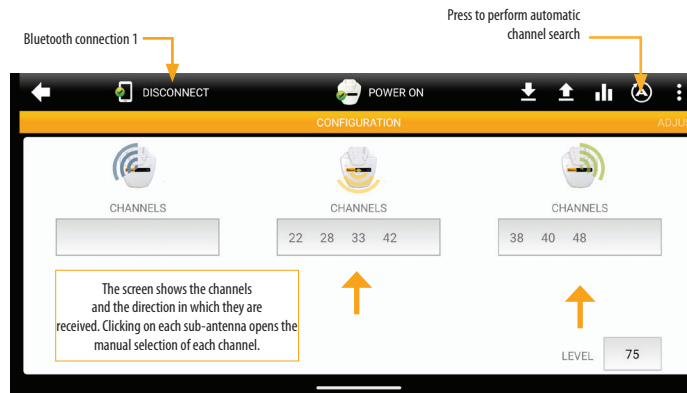 Press to perform automatic
channel search
Bluetooth connection 1
DISCONNECT
POWER ON
CONFIGURATION
ADJUS
CHANNELS
CHANNELS
CHANNELS
22 28 33 42
38 40 48
The screen shows the channels
and the direction in which they are
received. Clicking on each sub-antenna opens the
manual selection of each channel.
LEVEL 75